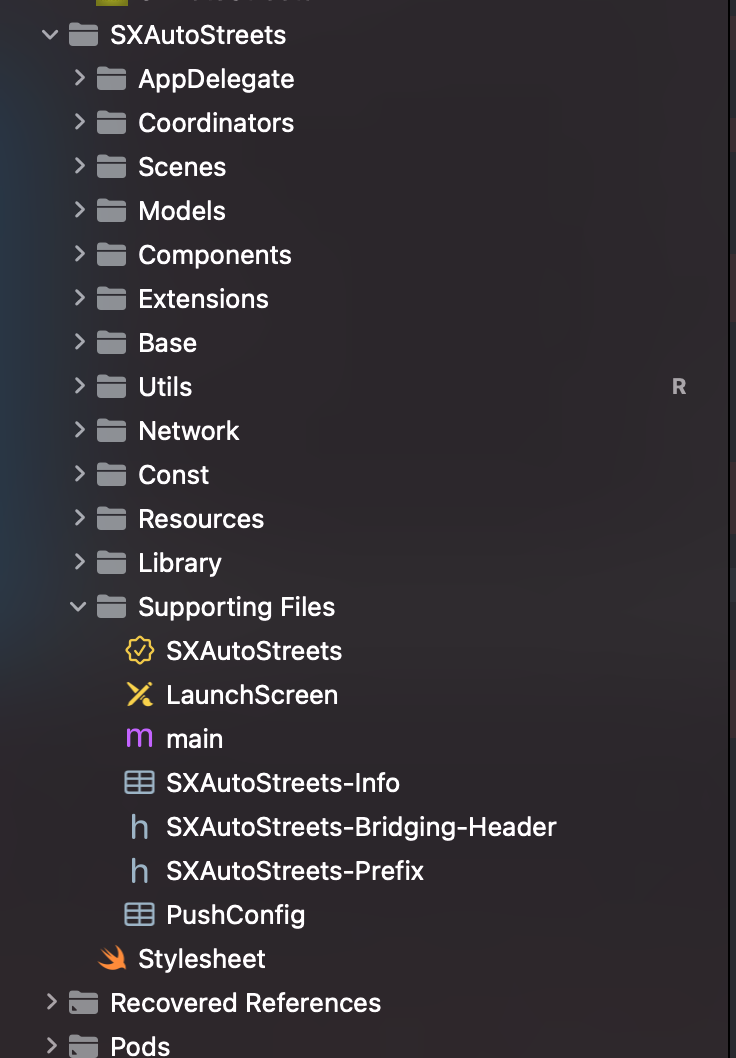 SXAutoStreets
AppDelegate
Coordinators
Scenes
Models
Components
Extensions
Base
Utils R
Network
Const
Resources
Library
Supporting Files
SXAutoStreets
LaunchScreen
m main
SXAutoStreets-Info
h SXAutoStreets-Bridging-Header
h SXAutoStreets-Prefix
PushConfig
Stylesheet
Recovered References
Pods